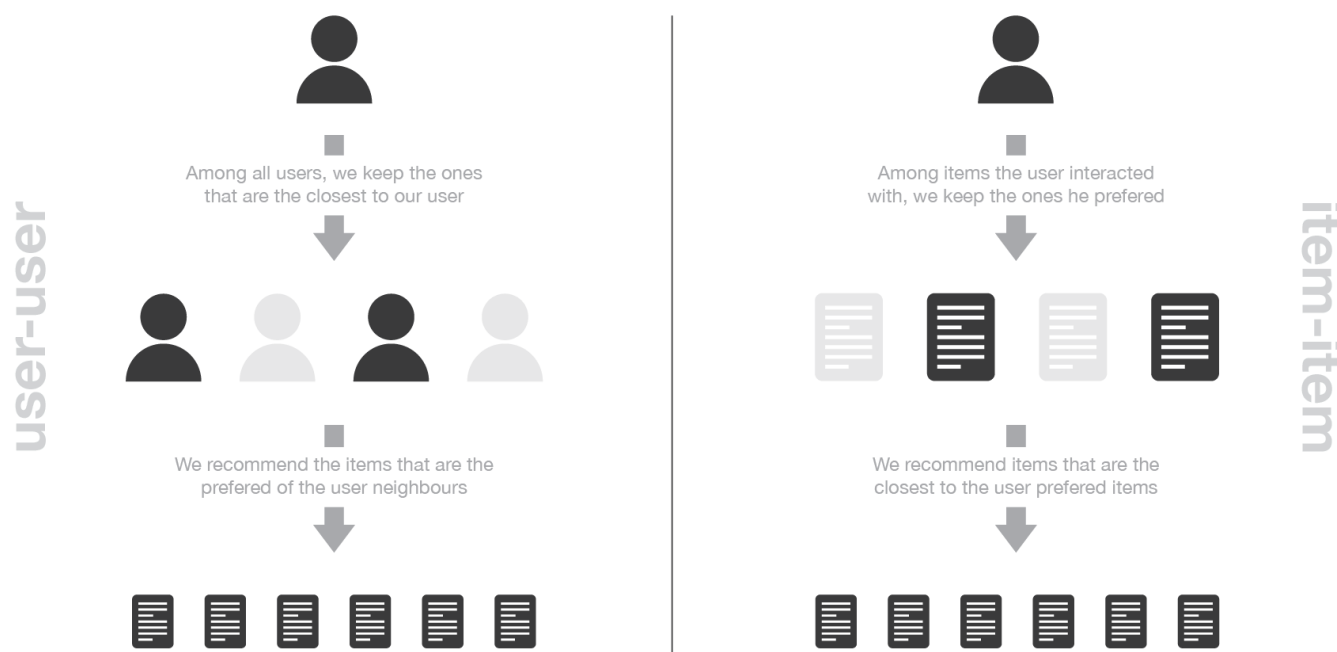 user-user
Among all users, we keep the ones
that are the closest to our user
We recommend the items that are the
prefered of the user neighbours
item-item
Among items the user interacted
with, we keep the ones he prefered
We recommend items that are the
closest to the user prefered items